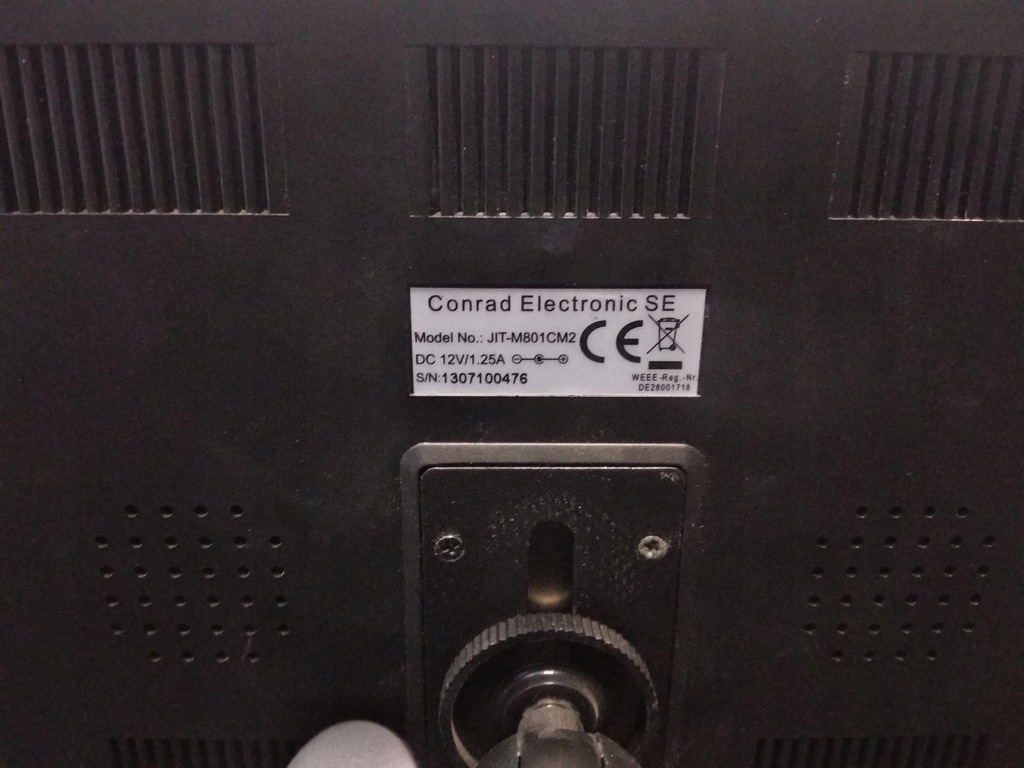 Conrad Electronic SE
Model No.: JIT-M801CM2
DC 12V/1.25A
S/N:1307100476
CE
WEEE-Reg.-Nr.
DE28001718